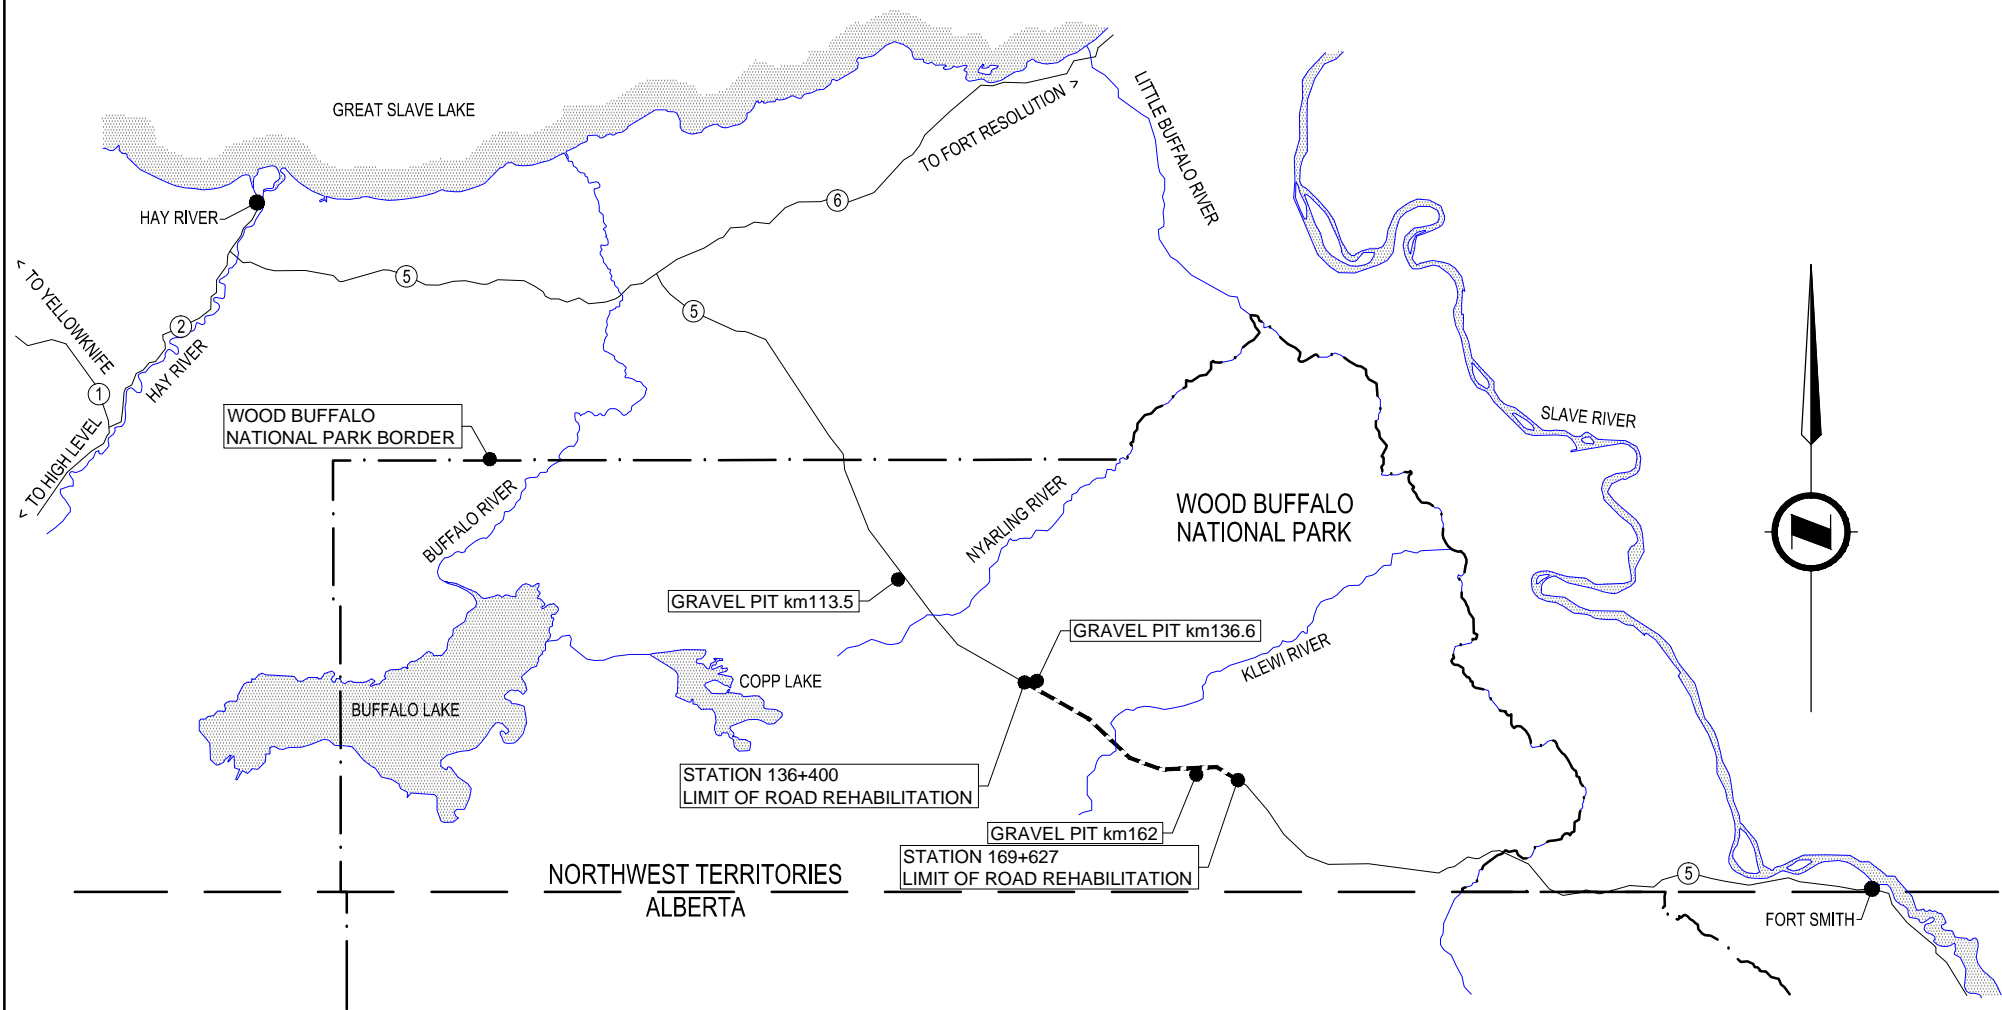 GREAT SLAVE LAKE
LITTLE BUFFALO RIVER
TO FORT RESOLUTION >
HAY RIVER
6
5
5
< TO YELLOWKNIFE
2
HAY RIVER
1
< TO HIGH LEVEL
WOOD BUFFALO
NATIONAL PARK BORDER
SLAVE RIVER
BUFFALO RIVER
NYARLING RIVER
WOOD BUFFALO
NATIONAL PARK
N
GRAVEL PIT km113.5
GRAVEL PIT km136.6
KLEWI RIVER
COPP LAKE
BUFFALO LAKE
STATION 136+400
LIMIT OF ROAD REHABILITATION
GRAVEL PIT km162
STATION 169+627
LIMIT OF ROAD REHABILITATION
NORTHWEST TERRITORIES
ALBERTA
5
FORT SMITH